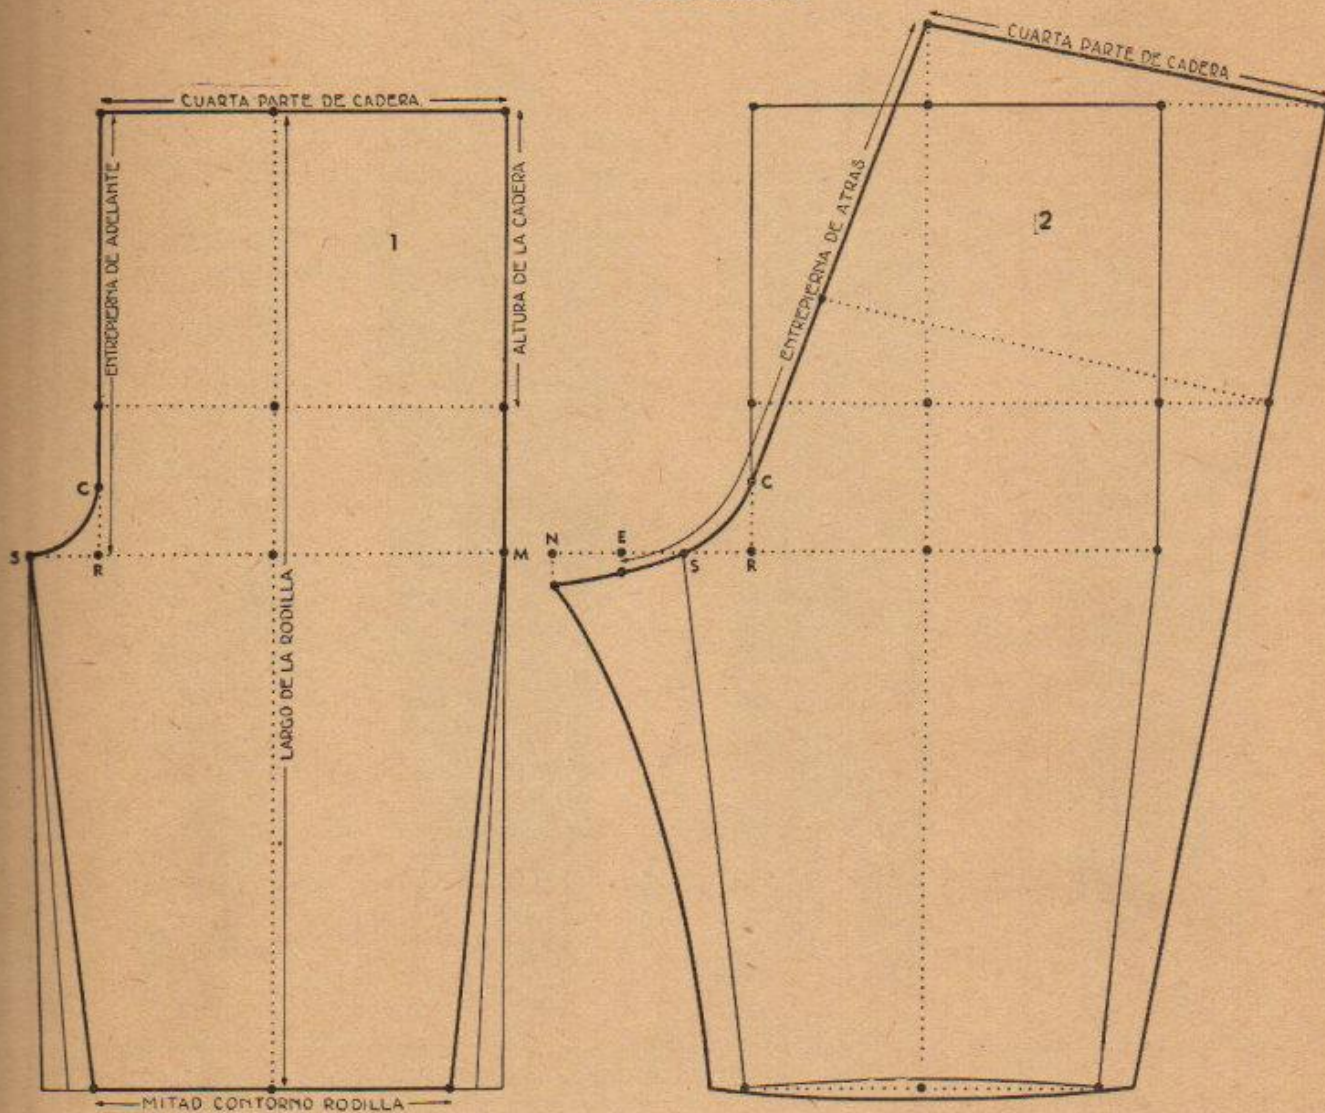 CUARTA PARTE DE CADERA.
ENTREPIERNA DE ADELANTE
1
ALTURA DE LA CADERA
LARGO DE LA RODILLA
C
S
R
M
MITAD CONTORNO RODILLA
CUARTA PARTE DE CADERA
ENTREPIERNA DE ATRAS
2
C
N
E
S
R